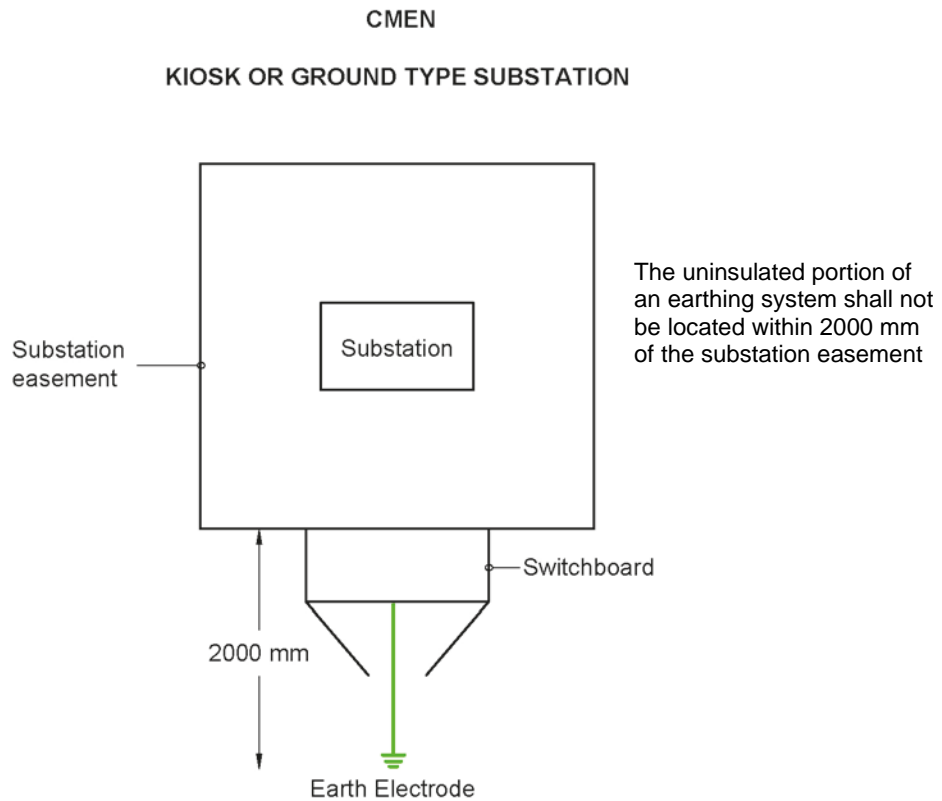 CMEN
KIOSK OR GROUND TYPE SUBSTATION
The uninsulated portion of
an earthing system shall not
be located within 2000 mm
of the substation easement
Substation
Substation
easement
Switchboard
2000 mm
Earth Electrode